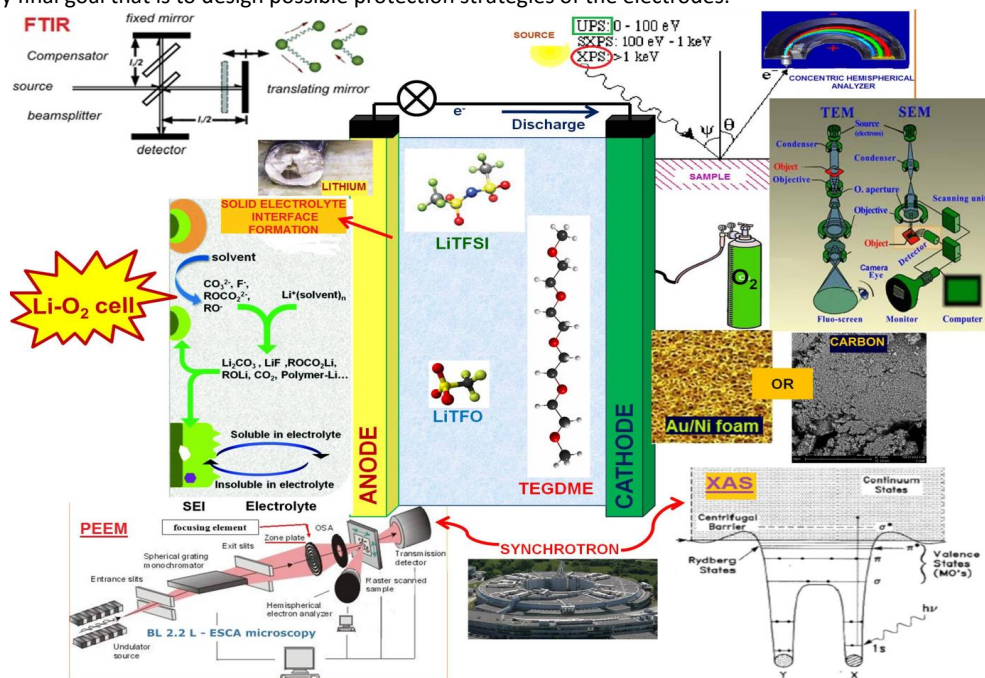 y final goal that is to design possible protection strategies of the electrodes.
FTIR
fixed mirror
Compensator
source
beamsplitter
translating mirror
detector
SOURCE
UPS: 0 - 100 eV
SXPS: 100 eV - 1 keV
XPS: >1 keV
e-
CONCENTRIC HEMISPHERICAL
ANALYZER
ψ
θ
SAMPLE
e-
Discharge
TEM
SEM
Source
(electrons)
Condenser
Condenser
Object
Objective
O. aperture
Scanning unit
Objective
Object
Detector
Camera
Eye
Fluo-screen
Monitor
Computer
LITHIUM
SOLID ELECTROLYTE
INTERFACE
FORMATION
LiTFSI
Li-O2 cell
solvent
CO3 2-, F-,
ROCO2 2-,
RO-
Li+(solvent)n
Li2CO3 , LiF ,ROCO2Li,
ROLi, CO2, Polymer-Li…
Soluble in electrolyte
Insoluble in electrolyte
SEI
Electrolyte
ANODE
LiTFO
TEGDME
CATHODE
O2
Au/Ni foam
OR
CARBON
PEEM
focusing element
OSA
Zone plate
Exit slits
Spherical grating
monochromator
Entrance slits
Transmission
detector
Raster scanned
sample
Hemispherical
electron analyzer
BL 2.2 L – ESCA microscopy
Undulator
source
SYNCHROTRON
XAS
Continuum
States
Centrifugal
Barrier
σ*
π*
Rydberg
States
π
σ
Valence
States
(MO's)
hν
1s
Y
X